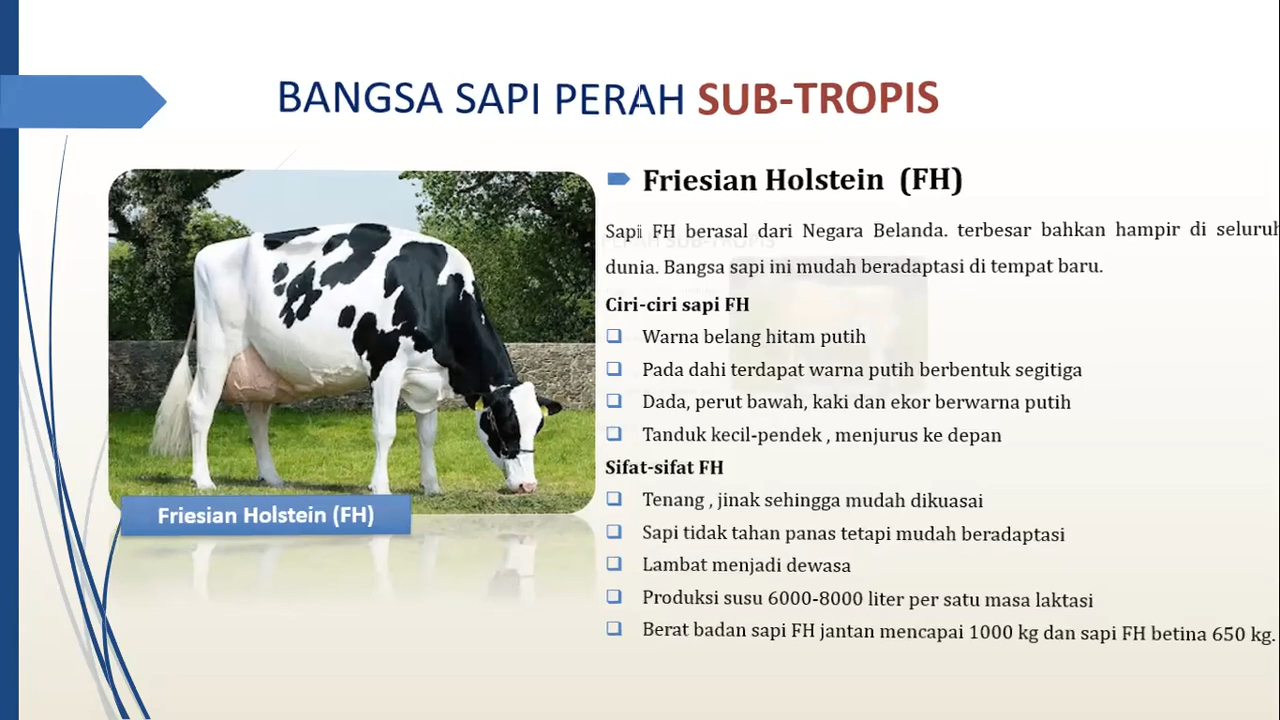 BANGSA SAPI PERAH SUB-TROPIS
Friesian Holstein (FH)
Sapi FH berasal dari Negara Belanda. terbesar bahkan hampir di seluruh
dunia. Bangsa sapi ini mudah beradaptasi di tempat baru.
Ciri-ciri sapi FH
Warna belang hitam putih
Pada dahi terdapat warna putih berbentuk segitiga
Dada, perut bawah, kaki dan ekor berwarna putih
Tanduk kecil-pendek , menjurus ke depan
Sifat-sifat FH
Tenang , jinak sehingga mudah dikuasai
Sapi tidak tahan panas tetapi mudah beradaptasi
Lambat menjadi dewasa
Produksi susu 6000-8000 liter per satu masa laktasi
Berat badan sapi FH jantan mencapai 1000 kg dan sapi FH betina 650 kg.
Friesian Holstein (FH)